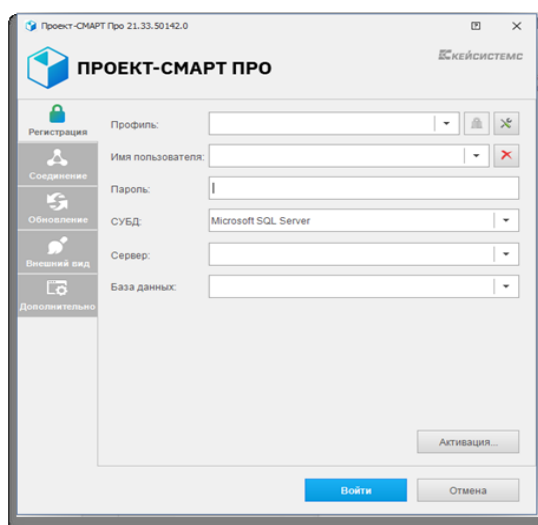 Проект-СМАРТ Про 21.33.50142.0
ПРОЕКТ-СМАРТ ПРО
КЕЙСИСТЕМС
Регистрация
Соединение
Обновление
Внешний вид
Дополнительно
Профиль:
Имя пользователя:
Пароль:
СУБД:
Microsoft SQL Server
Сервер:
База данных:
Активация...
Войти
Отмена